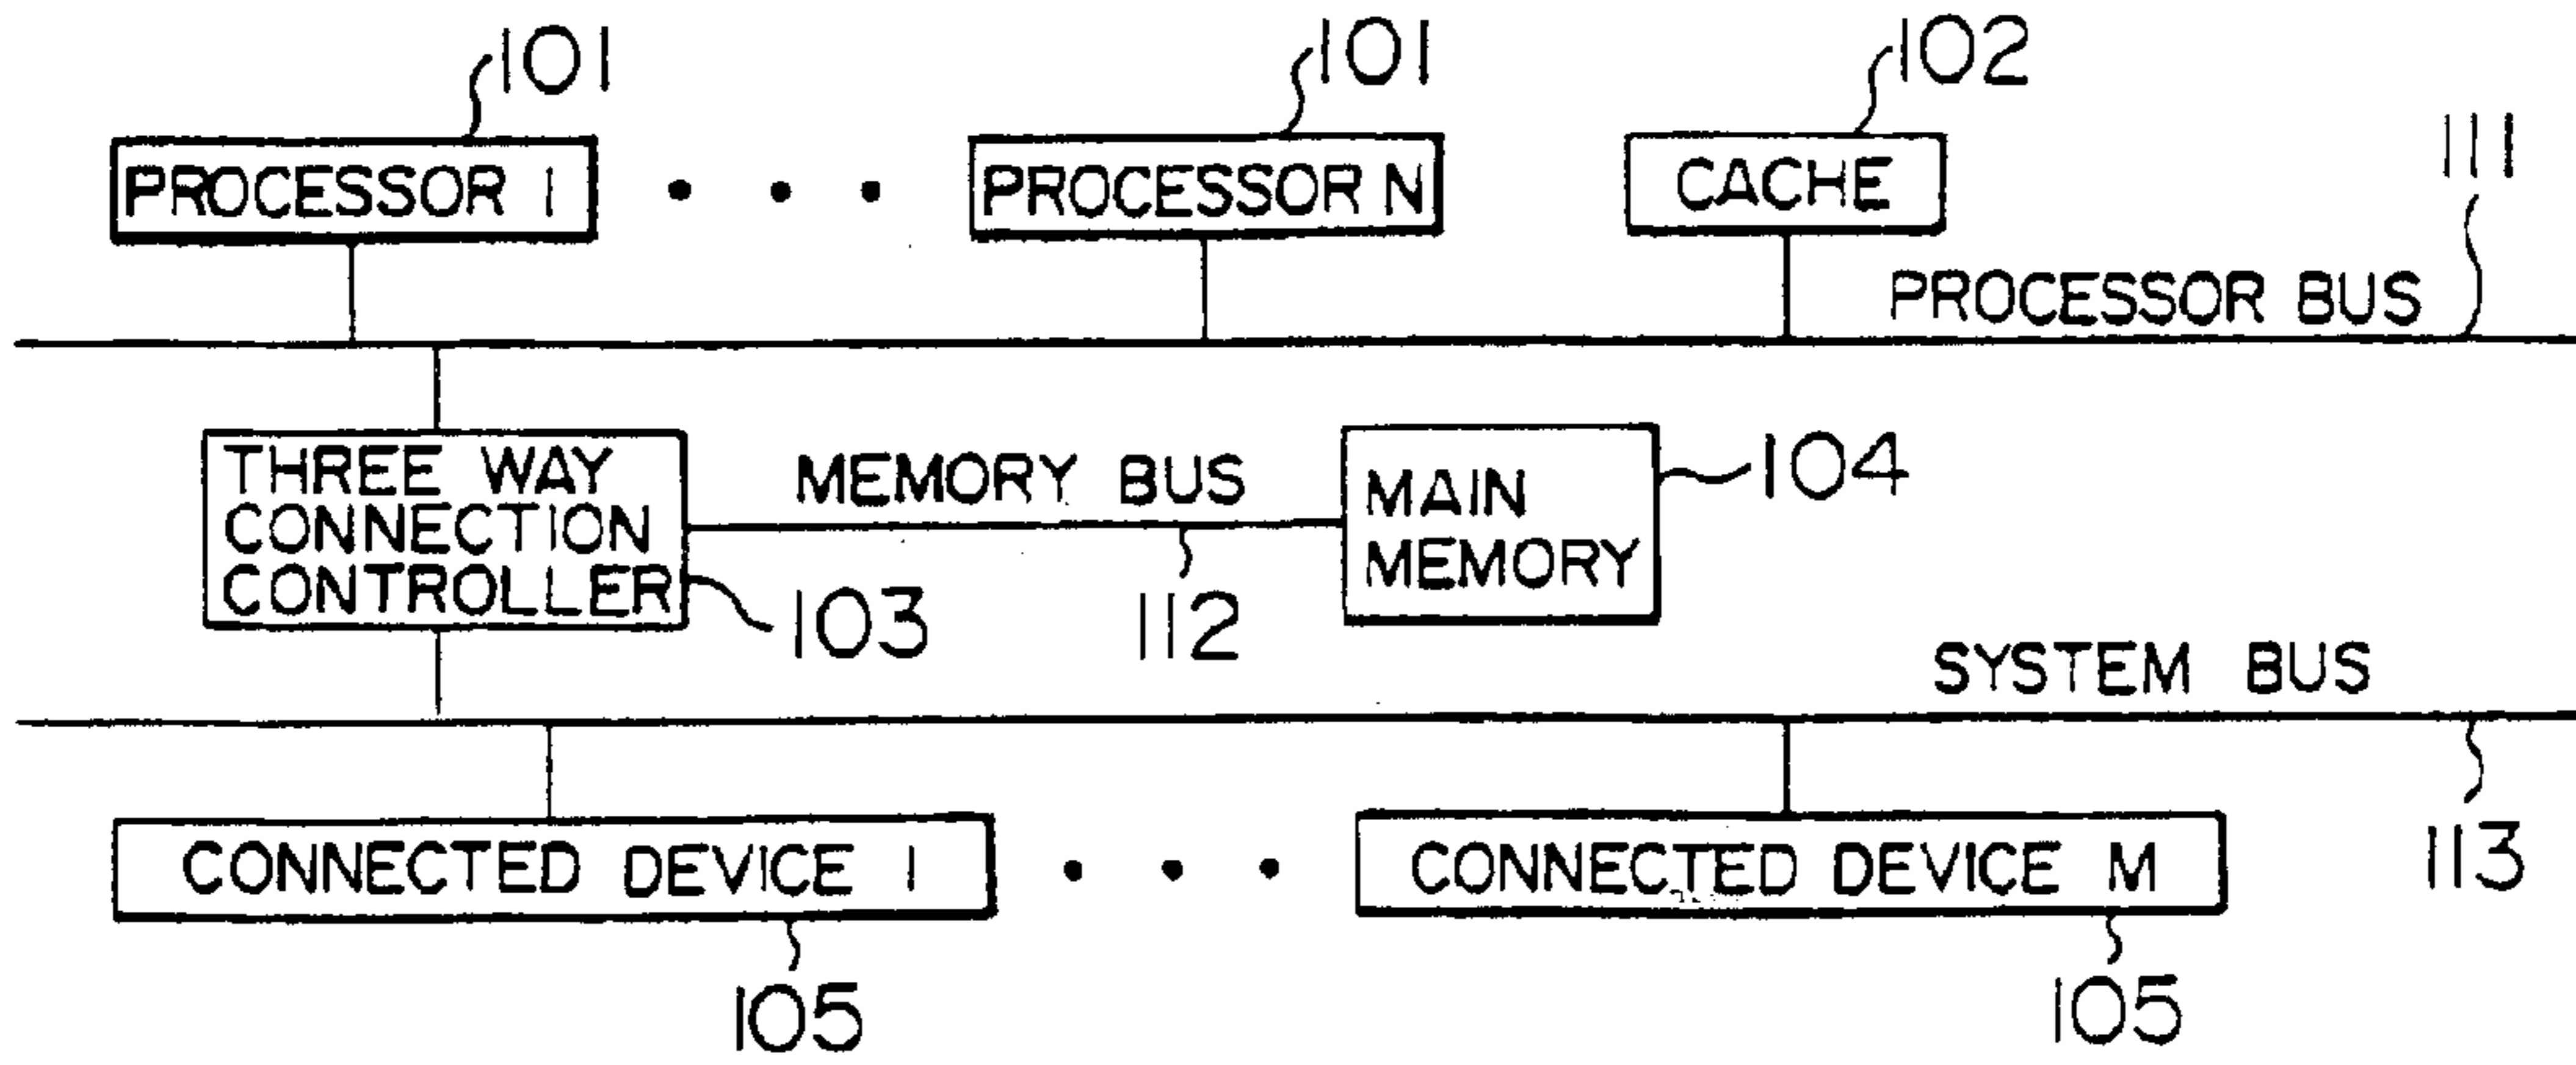 101
101
102
111
PROCESSOR 1
PROCESSOR N
CACHE
PROCESSOR BUS
THREE WAY
CONNECTION
CONTROLLER
103
MEMORY BUS
112
MAIN
MEMORY
104
SYSTEM BUS
113
CONNECTED DEVICE 1
CONNECTED DEVICE M
105
105